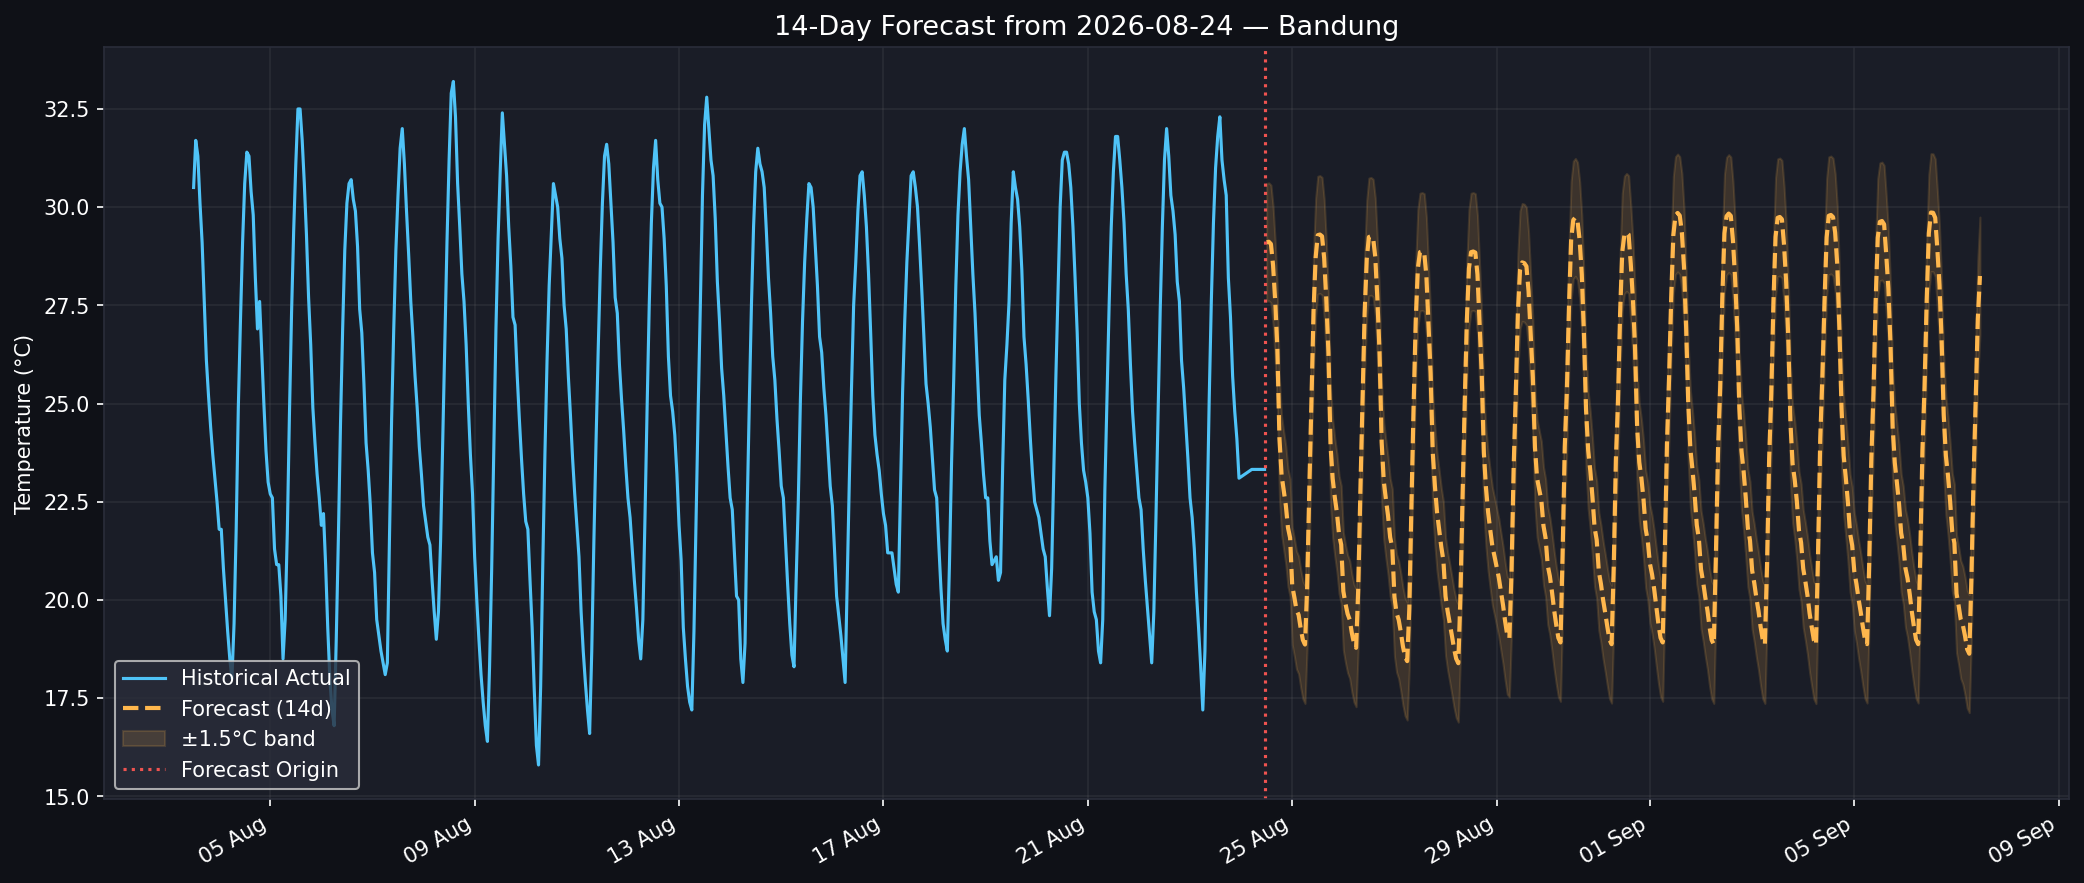 14-Day Forecast from 2026-08-24 — Bandung
Temperature (°C)
32.5
30.0
27.5
25.0
22.5
20.0
17.5
15.0
Historical Actual
Forecast (14d)
±1.5°C band
Forecast Origin
05 Aug
09 Aug
13 Aug
17 Aug
21 Aug
25 Aug
29 Aug
01 Sep
05 Sep
09 Sep